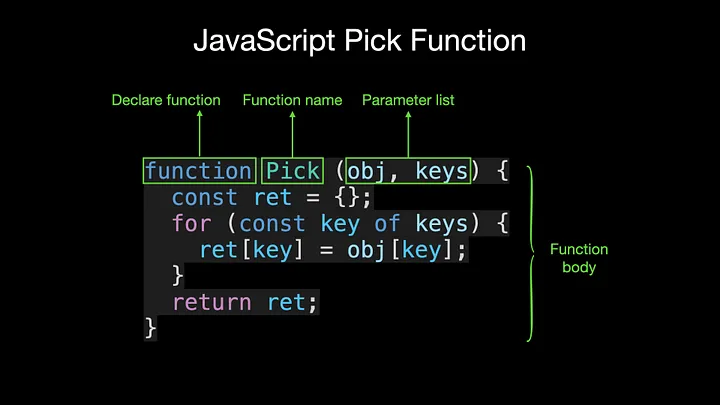 JavaScript Pick Function
Declare function
Function name
Parameter list
function Pick (obj, keys) {
  const ret = {};
  for (const key of keys) {
    ret[key] = obj[key];
  }
  return ret;
}
Function
body